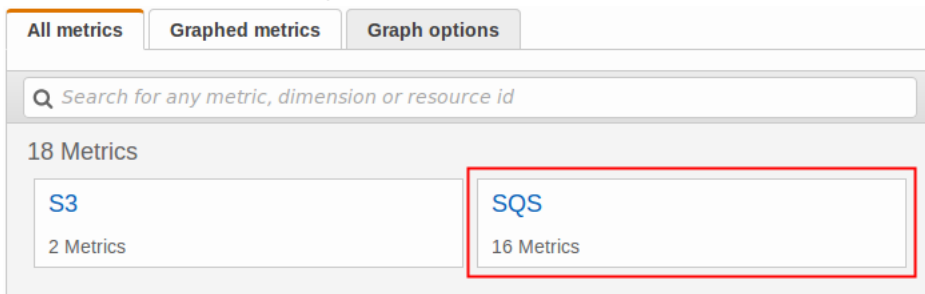 All metrics Graphed metrics Graph options
Search for any metric, dimension or resource id
18 Metrics
S3
2 Metrics
SQS
16 Metrics